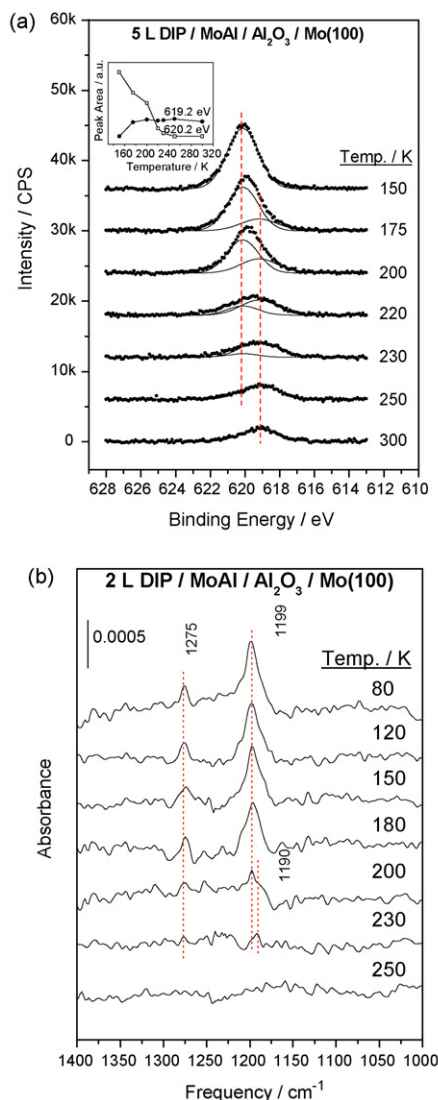 (a)
5 L DIP / MoAl / Al₂O₃ / Mo(100)
60k
50k
40k
30k
20k
10k
0
Intensity / CPS
Peak Area / a.u.
619.2 eV
620.2 eV
160 200 240 280 320
Temperature / K
Temp. / K
150
175
200
220
230
250
300
628 626 624 622 620 618 616 614 612 610
Binding Energy / eV
(b)
2 L DIP / MoAl / Al₂O₃ / Mo(100)
0.0005
1275
1199
Temp. / K
80
120
150
180
1190
200
230
250
Absorbance
1400 1350 1300 1250 1200 1150 1100 1050 1000
Frequency / cm⁻¹